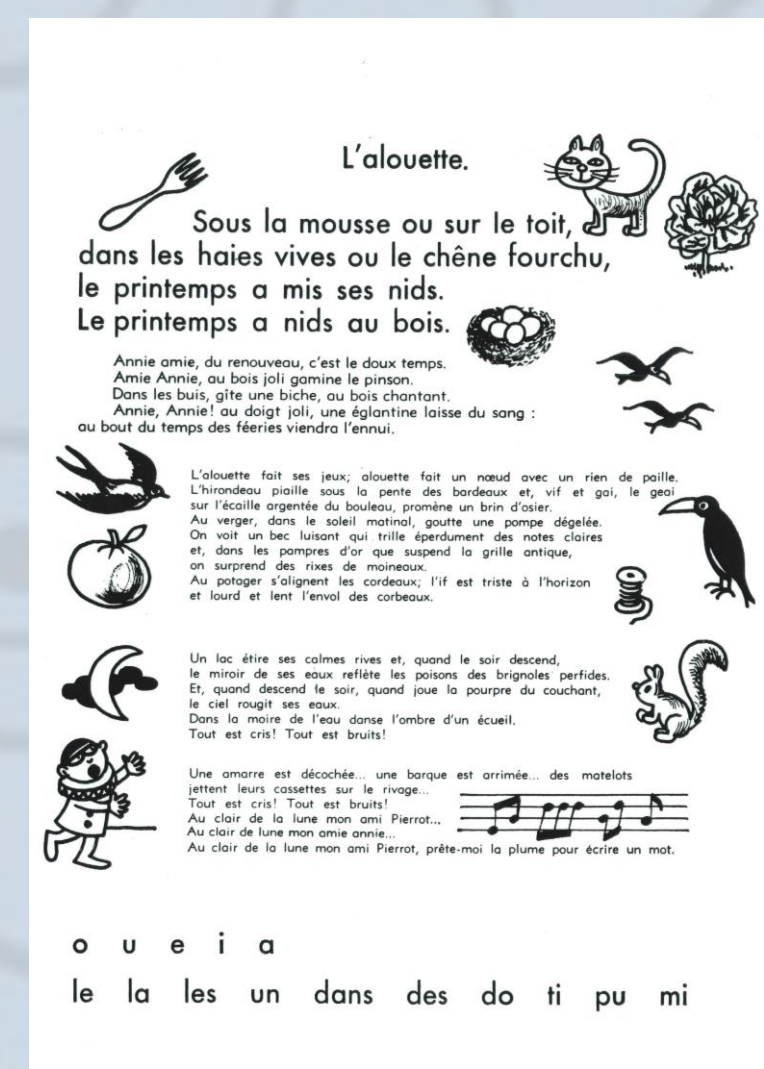 L'alouette.
Sous la mousse ou sur le toit,
dans les haies vives ou le chêne fourchu,
le printemps a mis ses nids.
Le printemps a nids au bois.
Annie amie, du renouveau, c'est le doux temps.
Amie Annie, au bois joli gamine le pinson.
Dans les buis, gîte une biche, au bois chantant.
Annie, Annie! au doigt joli, une églantine laisse du sang :
au bout du temps des féeries viendra l'ennui.
L'alouette fait ses jeux; alouette fait un nœud avec un rien de paille.
L'hirondeau piaille sous la pente des bardeaux et, vif et gai, le geai
sur l'écaille argentée du bouleau, promène un brin d'osier.
Au verger, dans le soleil matinal, goutte une pompe dégelée.
On voit un bec luisant qui trille éperdument des notes claires
et, dans les pampres d'or que suspend la grille antique,
on surprend des rixes de moineaux.
Au potager s'alignent les cordeaux; l'if est triste à l'horizon
et lourd et lent l'envol des corbeaux.
Un lac étire ses calmes rives et, quand le soir descend,
le miroir de ses eaux reflète les poisons des brignoles perfides.
Et, quand descend le soir, quand joue la pourpre du couchant,
le ciel rougit ses eaux.
Dans la moire de l'eau danse l'ombre d'un écueil.
Tout est cris! Tout est bruits!
Une amarre est décochée... une barque est arrimée... des matelots
jettent leurs cassettes sur le rivage...
Tout est cris! Tout est bruits!
Au clair de la lune mon ami Pierrot...
Au clair de lune mon amie annie...
Au clair de la lune mon ami Pierrot, prête-moi la plume pour écrire un mot.
o u e i a
le la les un dans des do ti pu mi